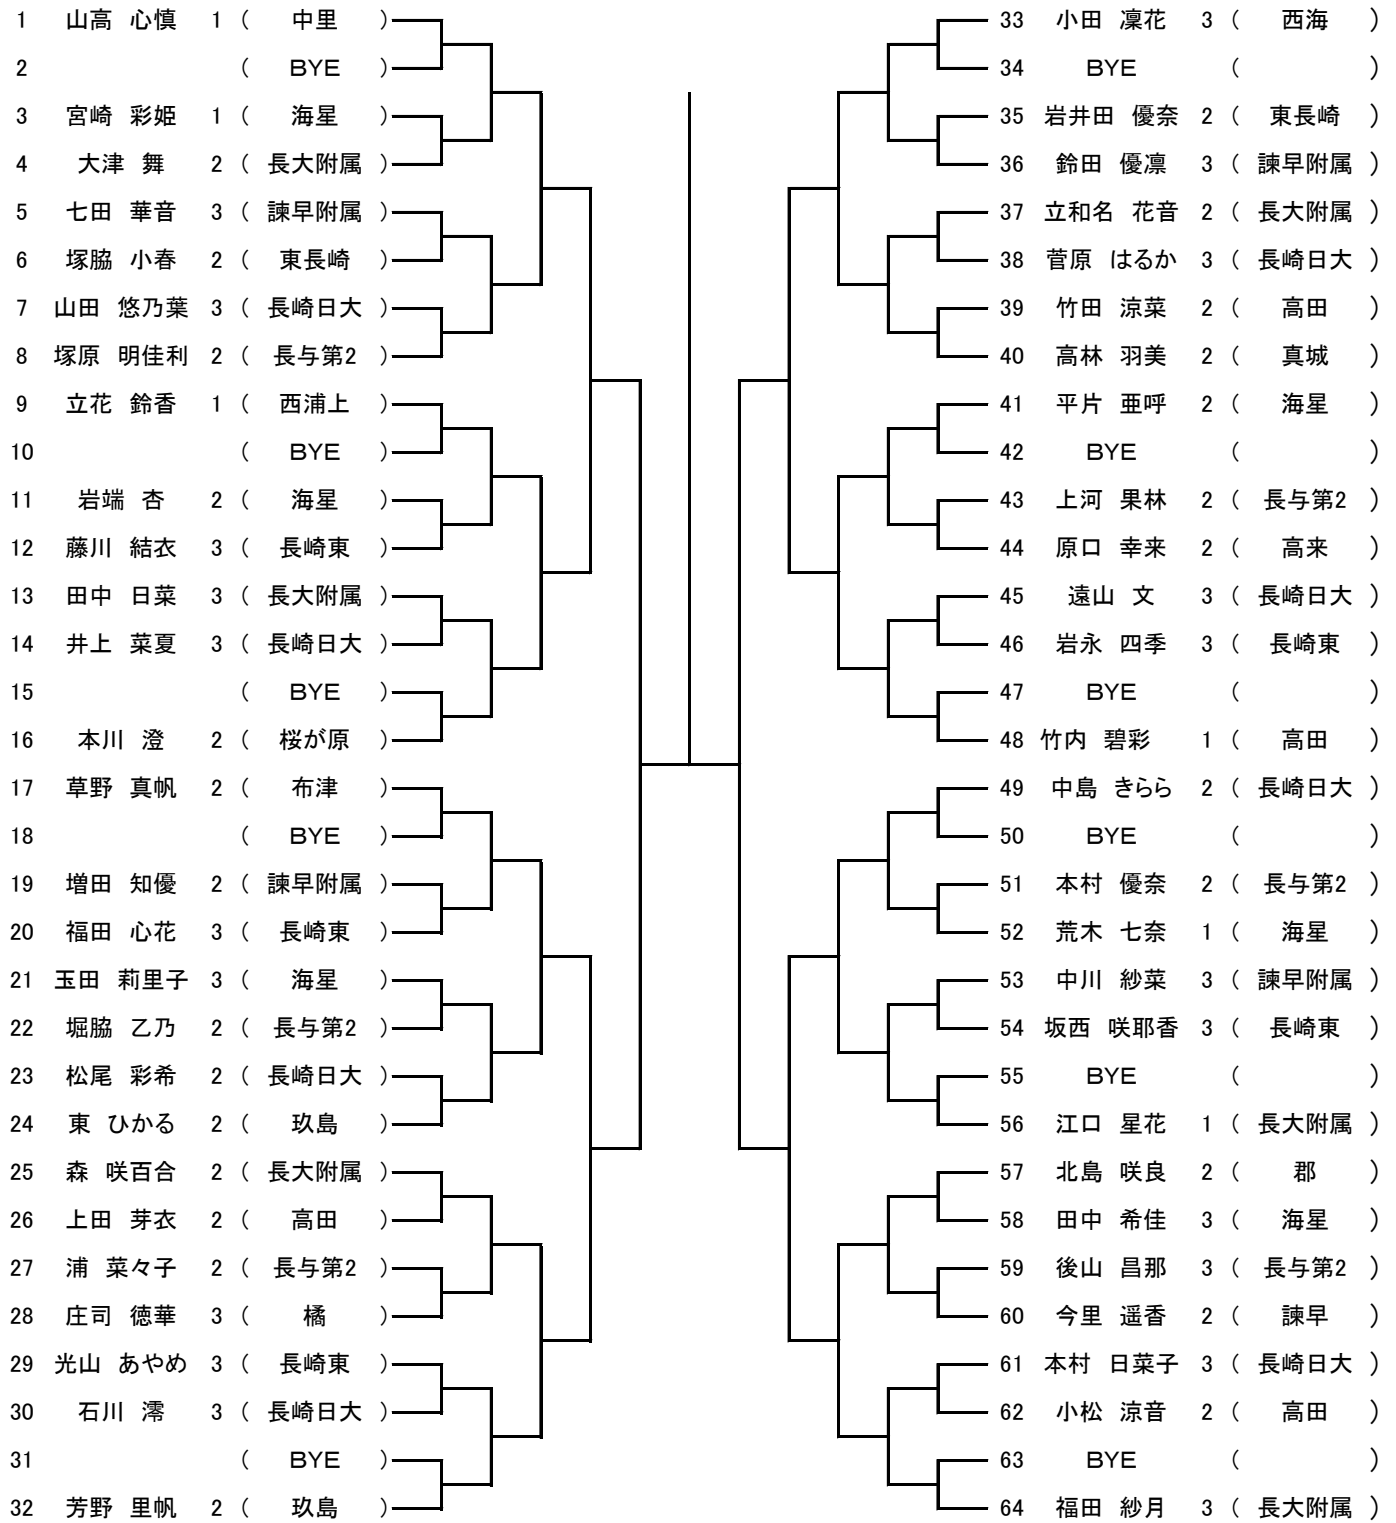 1 山高 心慎 1 ( 中里 )
2 ( BYE )
3 宮崎 彩姫 1 ( 海星 )
4 大津 舞 2 ( 長大附属 )
5 七田 華音 3 ( 諫早附属 )
6 塚脇 小春 2 ( 東長崎 )
7 山田 悠乃葉 3 ( 長崎日大 )
8 塚原 明佳利 2 ( 長与第2 )
9 立花 鈴香 1 ( 西浦上 )
10 ( BYE )
11 岩端 杏 2 ( 海星 )
12 藤川 結衣 3 ( 長崎東 )
13 田中 日菜 3 ( 長大附属 )
14 井上 菜夏 3 ( 長崎日大 )
15 ( BYE )
16 本川 澄 2 ( 桜が原 )
17 草野 真帆 2 ( 布津 )
18 ( BYE )
19 増田 知優 2 ( 諫早附属 )
20 福田 心花 3 ( 長崎東 )
21 玉田 莉里子 3 ( 海星 )
22 堀脇 乙乃 2 ( 長与第2 )
23 松尾 彩希 2 ( 長崎日大 )
24 東 ひかる 2 ( 玖島 )
25 森 咲百合 2 ( 長大附属 )
26 上田 芽衣 2 ( 高田 )
27 浦 菜々子 2 ( 長与第2 )
28 庄司 徳華 3 ( 橘 )
29 光山 あやめ 3 ( 長崎東 )
30 石川 澪 3 ( 長崎日大 )
31 ( BYE )
32 芳野 里帆 2 ( 玖島 )
33 小田 凜花 3 ( 西海 )
34 BYE ( )
35 岩井田 優奈 2 ( 東長崎 )
36 鈴田 優凛 3 ( 諫早附属 )
37 立和名 花音 2 ( 長大附属 )
38 菅原 はるか 3 ( 長崎日大 )
39 竹田 涼菜 2 ( 高田 )
40 高林 羽美 2 ( 真城 )
41 平片 亜呼 2 ( 海星 )
42 BYE ( )
43 上河 果林 2 ( 長与第2 )
44 原口 幸来 2 ( 高来 )
45 遠山 文 3 ( 長崎日大 )
46 岩永 四季 3 ( 長崎東 )
47 BYE ( )
48 竹内 碧彩 1 ( 高田 )
49 中島 きらら 2 ( 長崎日大 )
50 BYE ( )
51 本村 優奈 2 ( 長与第2 )
52 荒木 七奈 1 ( 海星 )
53 中川 紗菜 3 ( 諫早附属 )
54 坂西 咲耶香 3 ( 長崎東 )
55 BYE ( )
56 江口 星花 1 ( 長大附属 )
57 北島 咲良 2 ( 郡 )
58 田中 希佳 3 ( 海星 )
59 後山 昌那 3 ( 長与第2 )
60 今里 遥香 2 ( 諫早 )
61 本村 日菜子 3 ( 長崎日大 )
62 小松 涼音 2 ( 高田 )
63 BYE ( )
64 福田 紗月 3 ( 長大附属 )